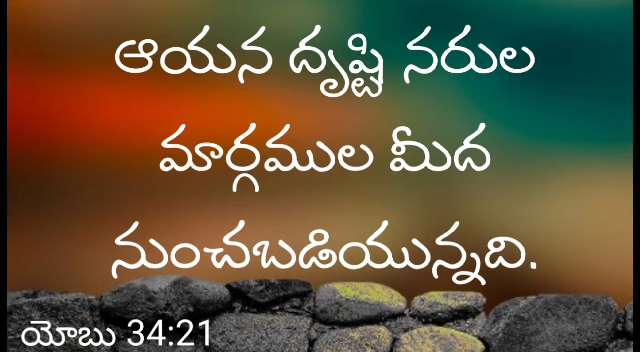 ఆయన దృష్టి నరుల
మార్గముల మీద
నుంచబడియున్నది.
యోబు 34:21